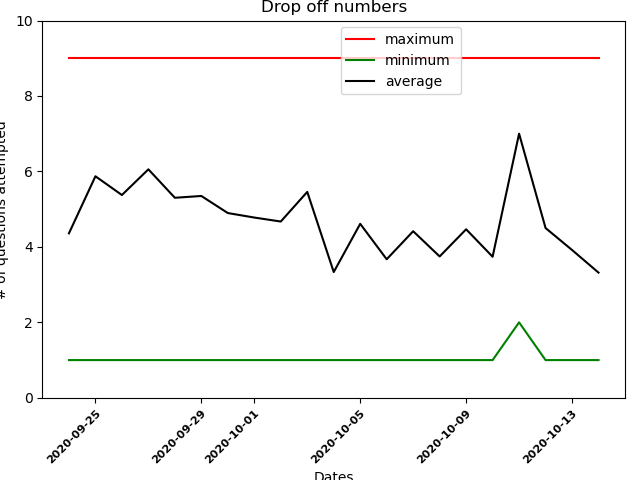 Drop off numbers
10
8
6
4
2
0
# of questions attempted
maximum
minimum
average
2020-09-25
2020-09-29
2020-10-01
2020-10-05
2020-10-09
2020-10-13
Dates